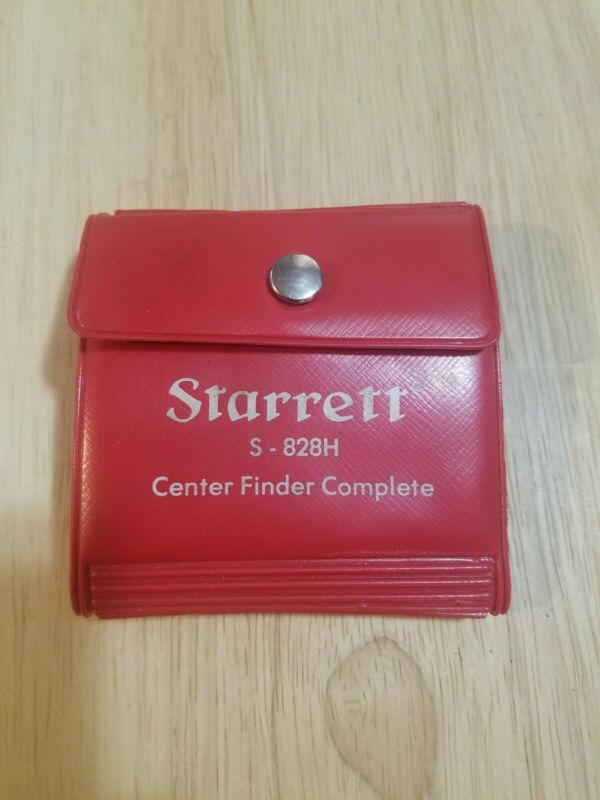 Starrett®
S - 828H
Center Finder Complete